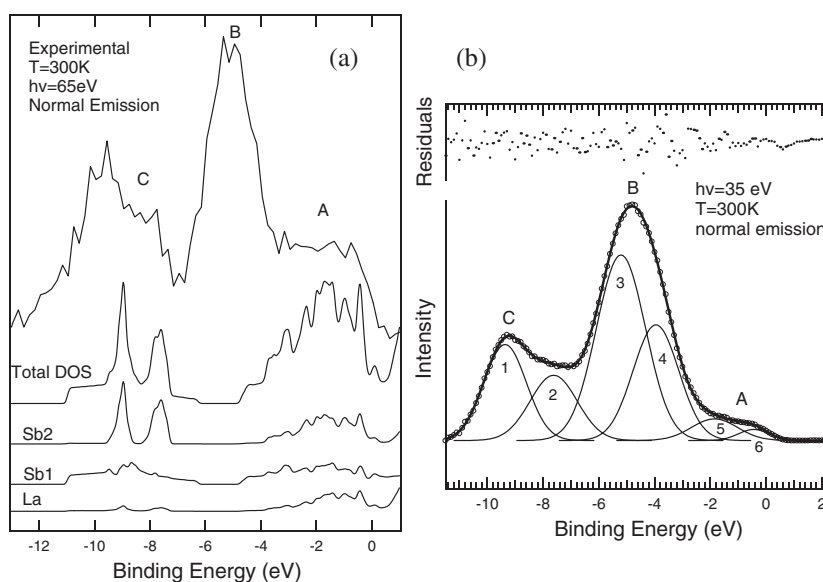 Experimental
T=300K
hν=65eV
Normal Emission
(a)
B
C
A
Total DOS
Sb2
Sb1
La
-12 -10 -8 -6 -4 -2 0
Binding Energy (eV)
(b)
Residuals
Intensity
hν=35 eV
T=300K
normal emission
B
C
A
1
2
3
4
5
6
-10 -8 -6 -4 -2 0 2
Binding Energy (eV)